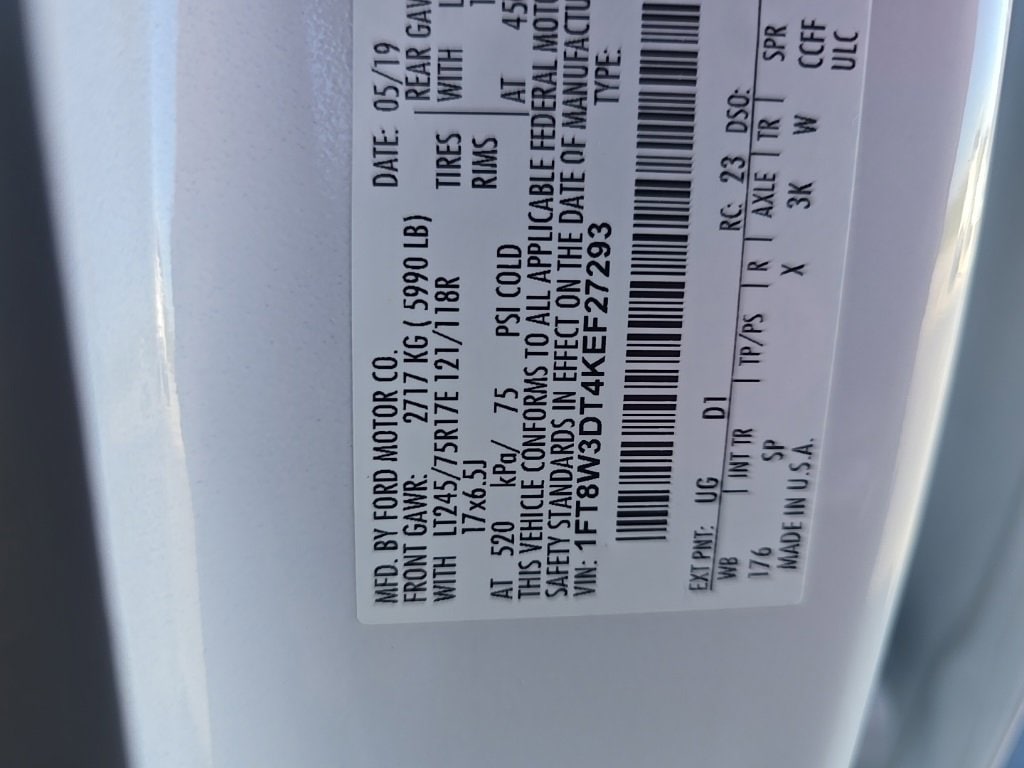 MFD. BY FORD MOTOR CO.
DATE: 05/19
FRONT GAWR: 2717 KG ( 5990 LB)
REAR GAW
WITH LT245/75R17E 121/118R TIRES
WITH
17x6.5J RIMS
AT 520 kPa/ 75 PSI COLD
AT 45
THIS VEHICLE CONFORMS TO ALL APPLICABLE FEDERAL MOTO
SAFETY STANDARDS IN EFFECT ON THE DATE OF MANUFACTU
VIN: 1FT8W3DT4KEF27293
TYPE:
EXT PNT: UG D1 RC: 23 DSO:
WB | INT TR | TP/PS | R | AXLE | TR | SPR
176 SP X 3K W CCFF
MADE IN U.S.A. ULC